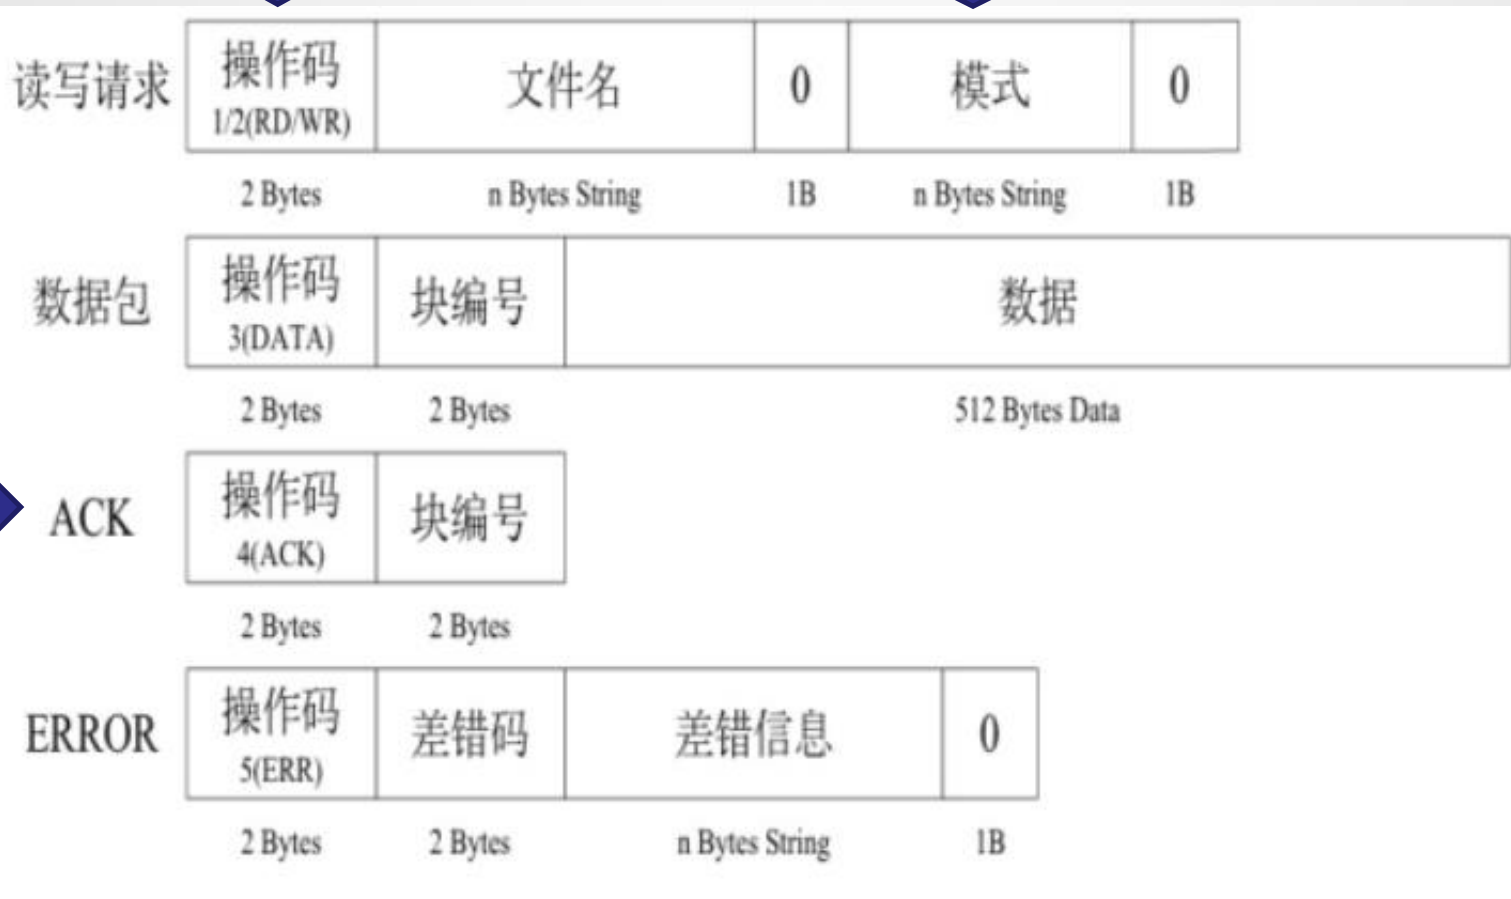 读写请求
操作码
1/2(RD/WR)
文件名
0
模式
0
2 Bytes
n Bytes String
1B
n Bytes String
1B
数据包
操作码
3(DATA)
块编号
数据
2 Bytes
2 Bytes
512 Bytes Data
ACK
操作码
4(ACK)
块编号
2 Bytes
2 Bytes
ERROR
操作码
5(ERR)
差错码
差错信息
0
2 Bytes
2 Bytes
n Bytes String
1B